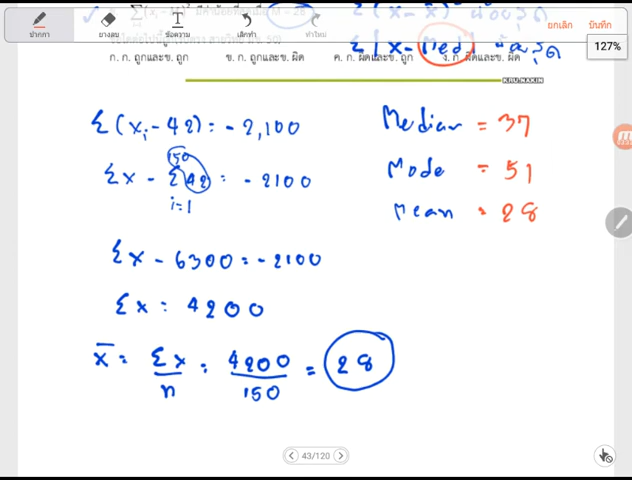 ยกเลิก บันทึก
ปากกา ยางลบ ข้อความ เลิกทำ ทำใหม่
127%
Σ | x - Med |
ก. ก. ถูกและข. ถูก ข. ก. ถูกและข. ผิด ค. ก. ผิดและข. ถูก ง. ก. ผิดและข. ผิด
KRU.NAKIN
Σ(xᵢ - 42) = -2,100
Median = 37
150
Σx - Σ42 = -2100
i=1
Mode = 51
Mean = 28
Σx - 6300 = -2100
Σx = 4200
x̄ = Σx/n = 4200/150 = 28
43/120